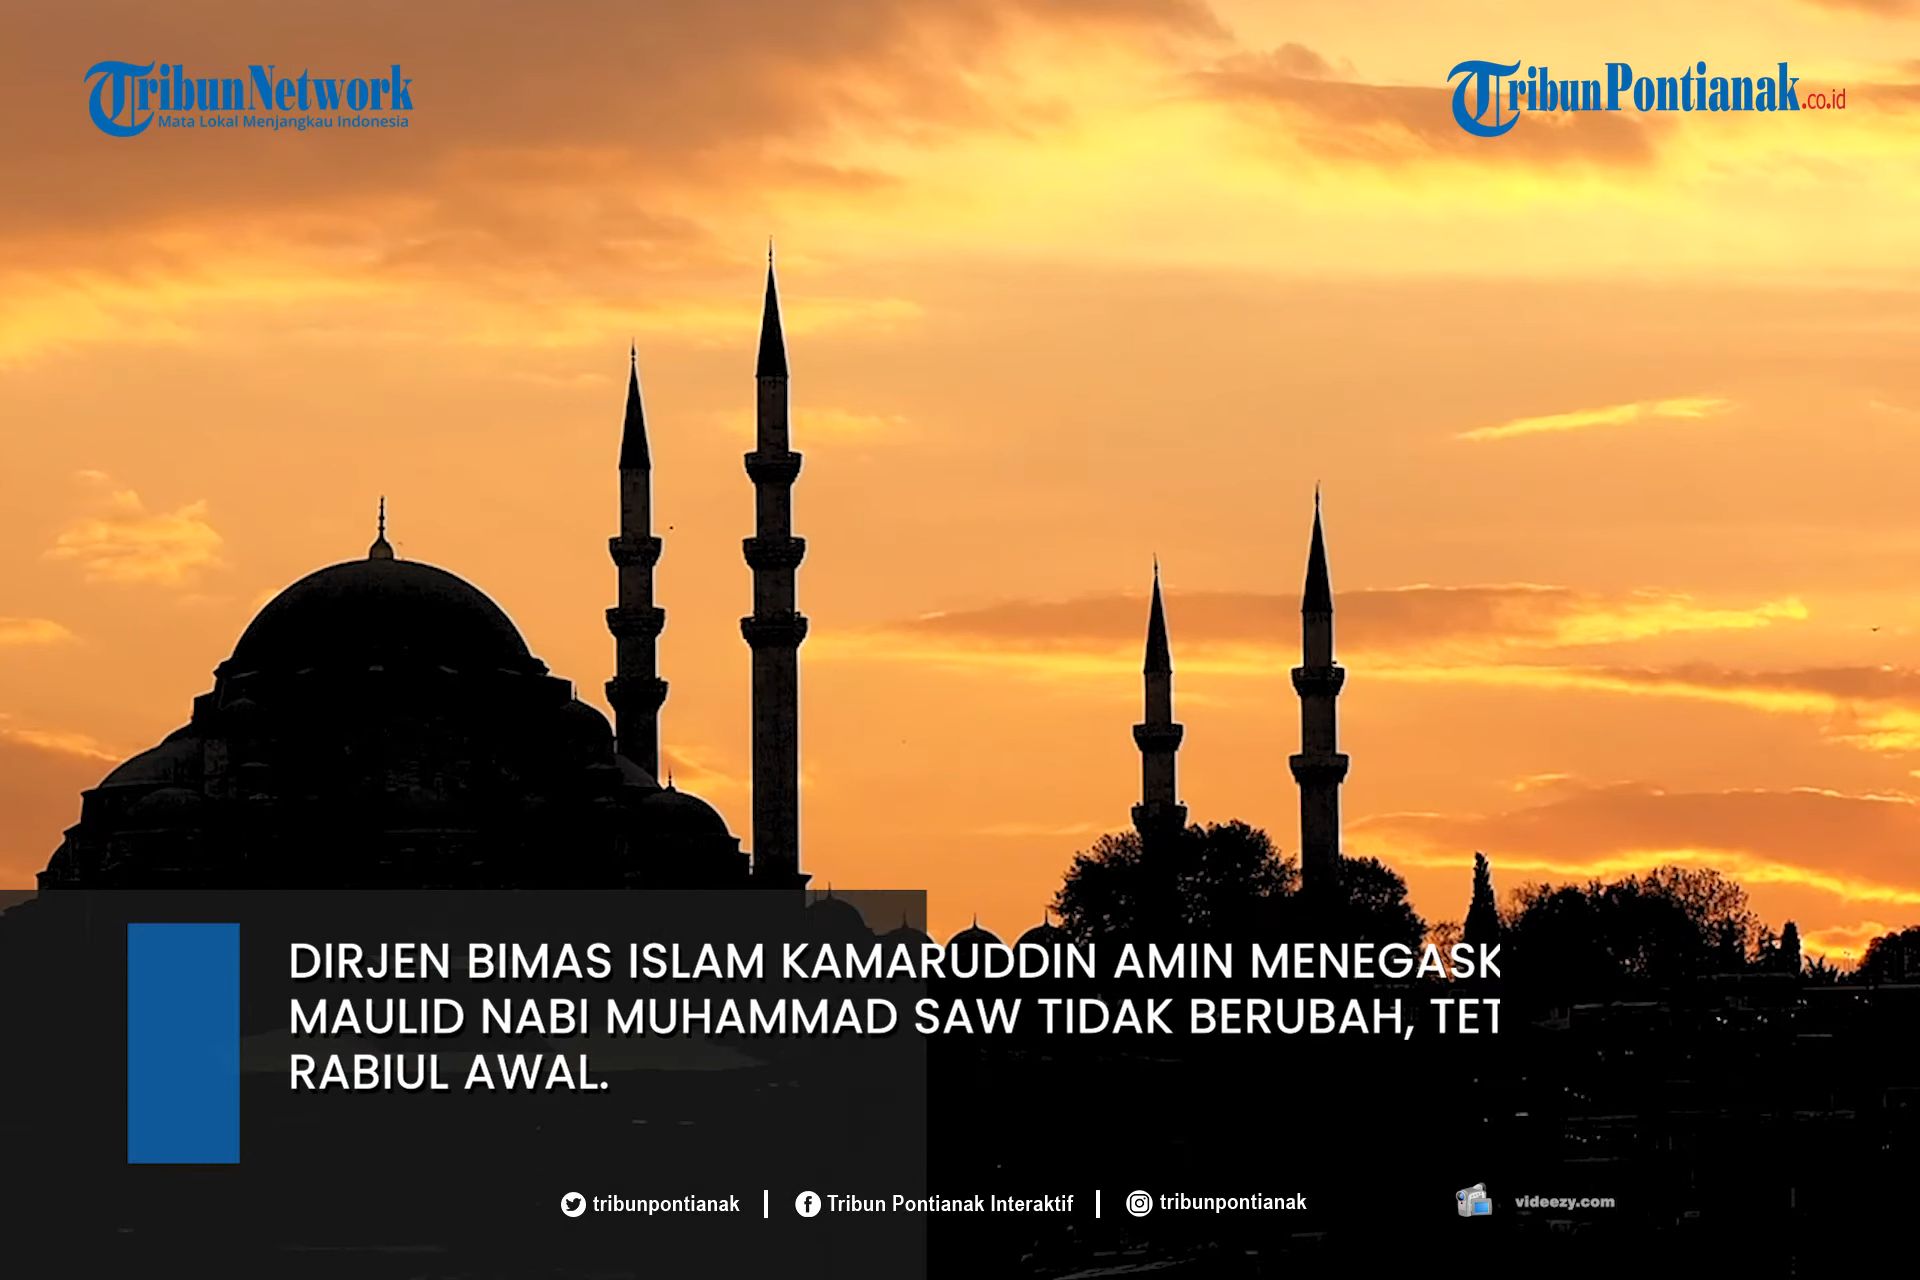 TribunNetwork
Mata Lokal Menjangkau Indonesia
TribunPontianak.co.id
DIRJEN BIMAS ISLAM KAMARUDDIN AMIN MENEGASK
MAULID NABI MUHAMMAD SAW TIDAK BERUBAH, TET
RABIUL AWAL.
tribunpontianak
Tribun Pontianak Interaktif
tribunpontianak
videezy.com